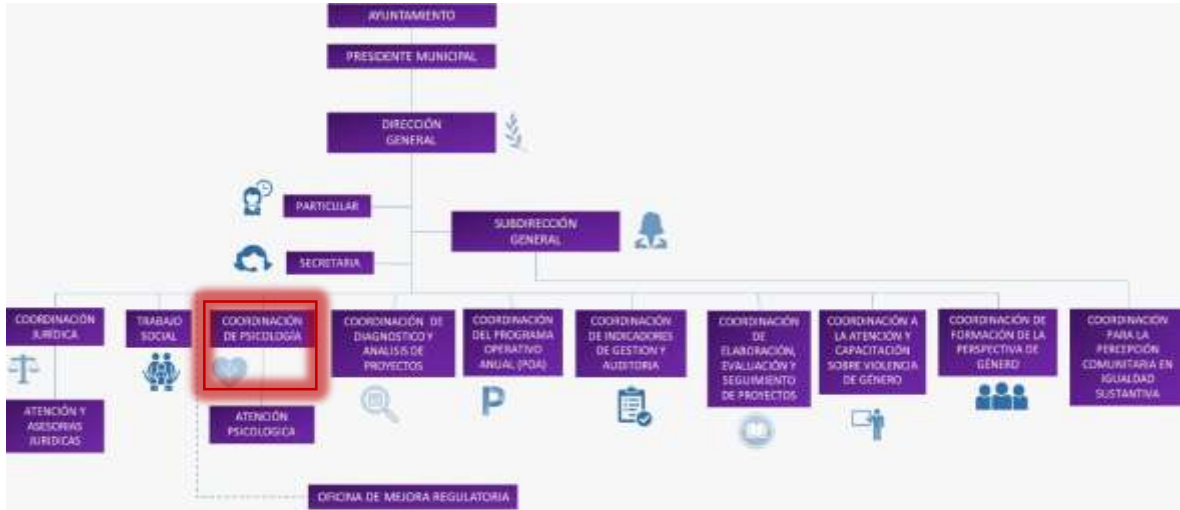 AYUNTAMIENTO
PRESIDENTE MUNICIPAL
DIRECCIÓN
GENERAL
PARTICULAR
SUBDIRECCIÓN
GENERAL
SECRETARIA
COORDINACIÓN
JURÍDICA
TRABAJO
SOCIAL
COORDINACIÓN
DE PSICOLOGÍA
COORDINACIÓN DE
DIAGNOSTICO Y
ANALISIS DE
PROYECTOS
COORDINACIÓN
DEL PROGRAMA
OPERATIVO
ANUAL (POA)
COORDINACIÓN
DE INDICADORES
DE GESTION Y
AUDITORIA
COORDINACIÓN
DE
ELABORACIÓN,
EVALUACIÓN Y
SEGUIMIENTO
DE PROYECTOS
COORDINACIÓN A
LA ATENCIÓN Y
CAPACITACIÓN
SOBRE VIOLENCIA
DE GÉNERO
COORDINACIÓN DE
FORMACIÓN DE LA
PERSPECTIVA DE
GÉNERO
COORDINACIÓN
PARA LA
PERCEPCIÓN
COMUNITARIA EN
IGUALDAD
SUSTANTIVA
P
ATENCIÓN Y
ASESORIAS
JURIDICAS
ATENCIÓN
PSICOLOGICA
OFICINA DE MEJORA REGULATORIA